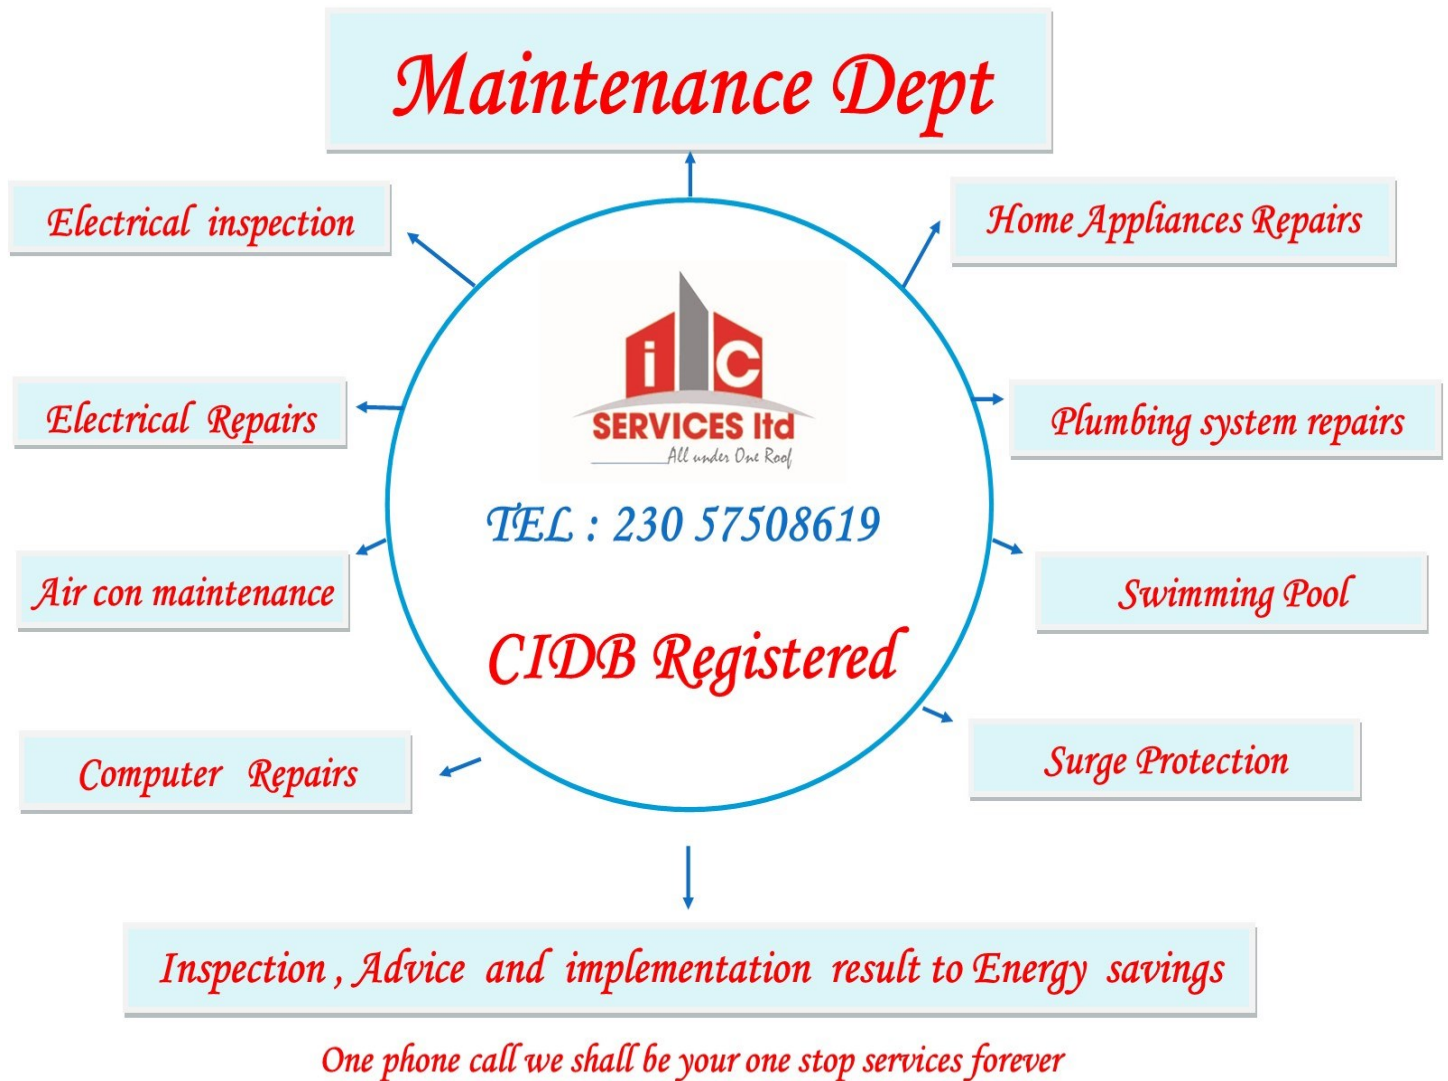 Maintenance Dept
Electrical inspection
Home Appliances Repairs
i C
SERVICES ltd
All under One Roof
Electrical Repairs
Plumbing system repairs
TEL : 230 57508619
Air con maintenance
Swimming Pool
CIDB Registered
Computer Repairs
Surge Protection
Inspection , Advice and implementation result to Energy savings
One phone call we shall be your one stop services forever